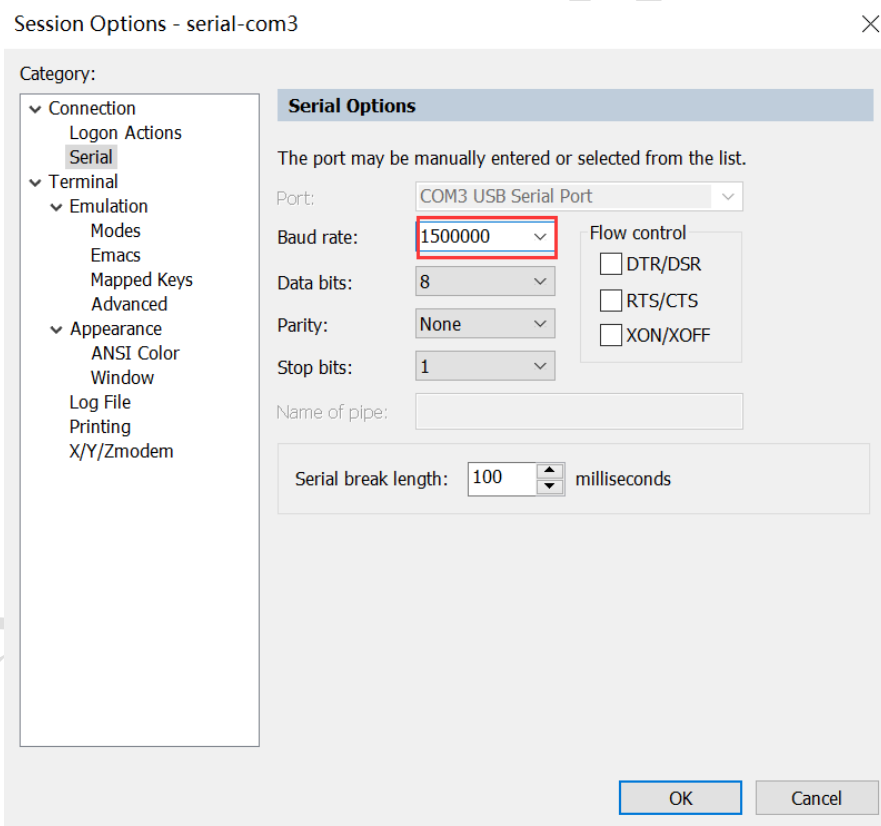 Session Options - serial-com3
Category:
Connection
Logon Actions
Serial
Terminal
Emulation
Modes
Emacs
Mapped Keys
Advanced
Appearance
ANSI Color
Window
Log File
Printing
X/Y/Zmodem
Serial Options
The port may be manually entered or selected from the list.
Port: COM3 USB Serial Port
Baud rate: 1500000
Data bits: 8
Parity: None
Stop bits: 1
Name of pipe:
Flow control
DTR/DSR
RTS/CTS
XON/XOFF
Serial break length: 100 milliseconds
OK Cancel